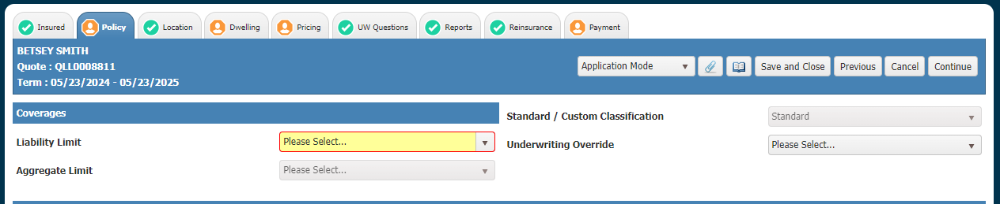 Insured Policy Location Dwelling Pricing UW Questions Reports Reinsurance Payment
BETSEY SMITH
Quote : QLL0008811
Term : 05/23/2024 - 05/23/2025
Application Mode Save and Close Previous Cancel Continue
Coverages
Liability Limit Please Select...
Aggregate Limit Please Select...
Standard / Custom Classification Standard
Underwriting Override Please Select...